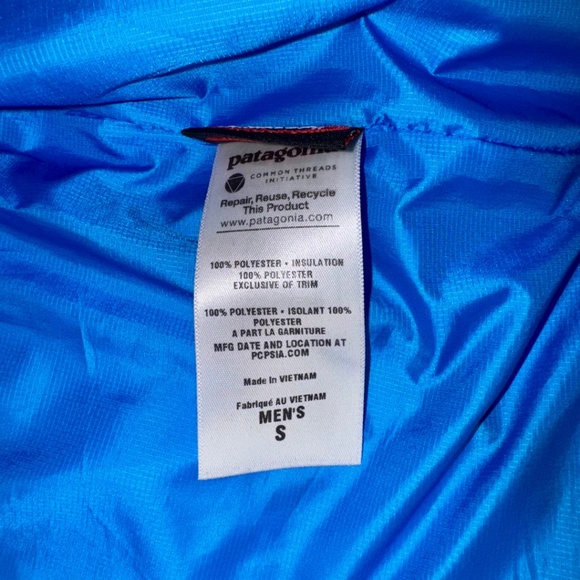 patagonia
COMMON THREADS
INITIATIVE
Repair, Reuse, Recycle
This Product
www.patagonia.com
100% POLYESTER • INSULATION
100% POLYESTER
EXCLUSIVE OF TRIM
100% POLYESTER • ISOLANT 100%
POLYESTER
A PART LA GARNITURE
MFG DATE AND LOCATION AT
PCPSIA.COM
Made in VIETNAM
Fabriqué AU VIETNAM
MEN'S
S